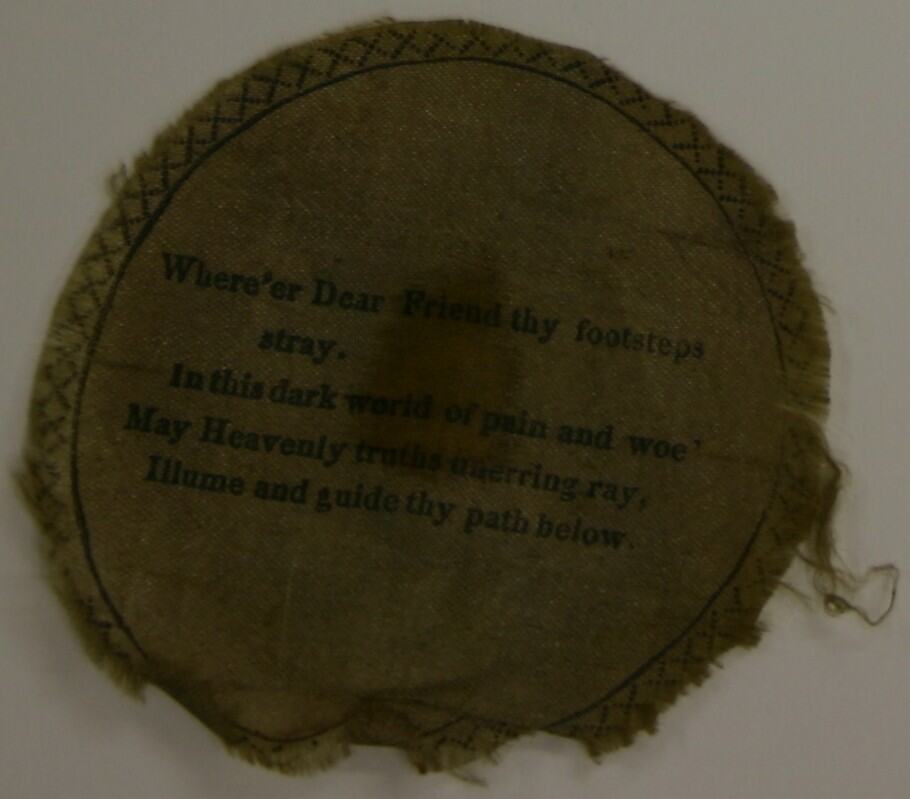 Where'er Dear Friend thy footsteps
stray.
In this dark world of pain and woe'
May Heavenly truths unerring ray,
Illume and guide thy path below.